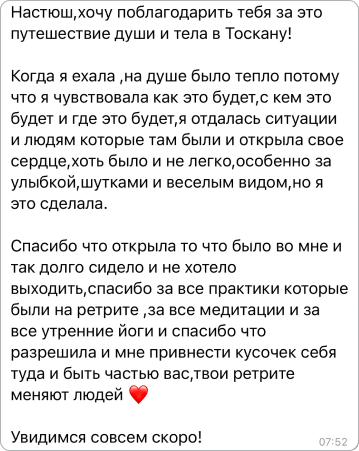 Настюш,хочу поблагодарить тебя за это
путешествие души и тела в Тоскану!

Когда я ехала ,на душе было тепло потому
что я чувствовала как это будет,с кем это
будет и где это будет,я отдалась ситуации
и людям которые там были и открыла свое
сердце,хоть было и не легко,особенно за
улыбкой,шутками и веселым видом,но я
это сделала.

Спасибо что открыла то что было во мне и
так долго сидело и не хотело
выходить,спасибо за все практики которые
были на ретрите ,за все медитации и за
все утренние йоги и спасибо что
разрешила и мне привнести кусочек себя
туда и быть частью вас,твои ретрите
меняют людей ❤️

Увидимся совсем скоро!
07:52